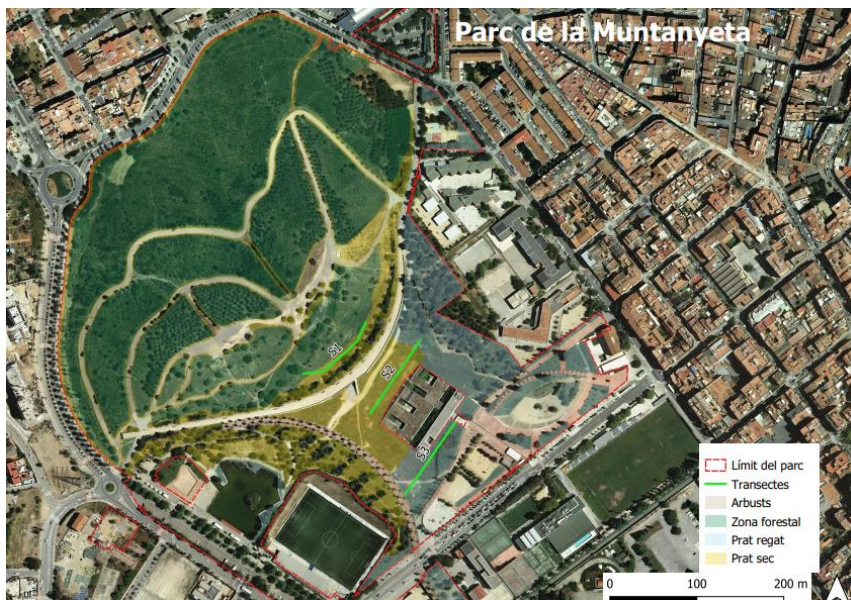 Parc de la Muntanyeta
S1
S2
S3
Límit del parc
Transectes
Arbusts
Zona forestal
Prat regat
Prat sec
0 100 200 m